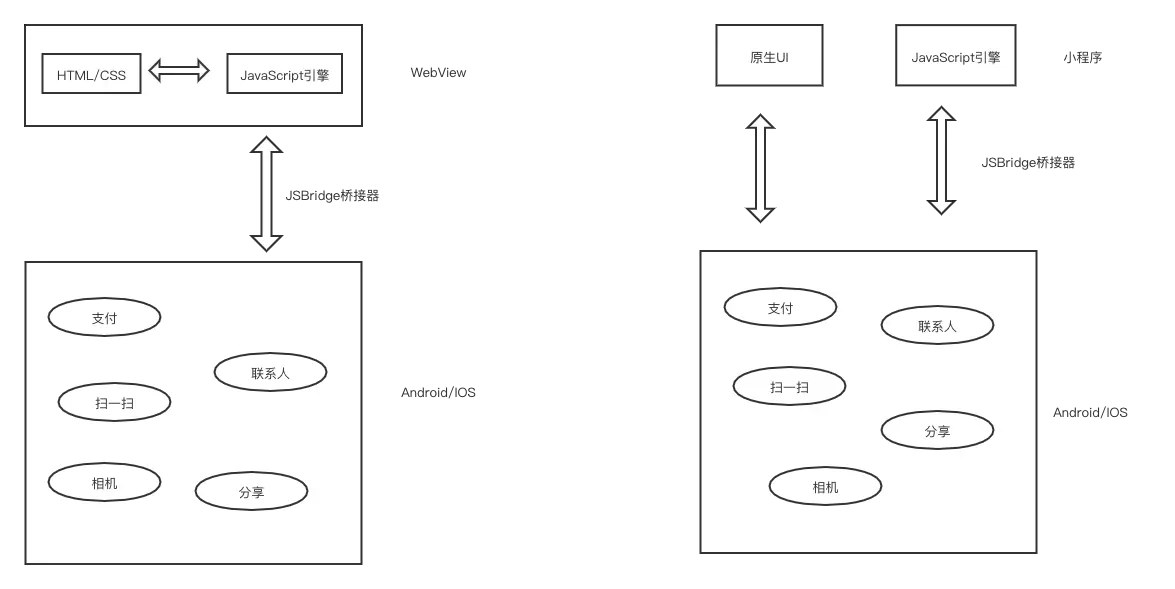 HTML/CSS
JavaScript引擎
WebView
JSBridge桥接器
支付
联系人
扫一扫
Android/IOS
相机
分享
原生UI
JavaScript引擎
小程序
JSBridge桥接器
支付
联系人
扫一扫
Android/IOS
分享
相机